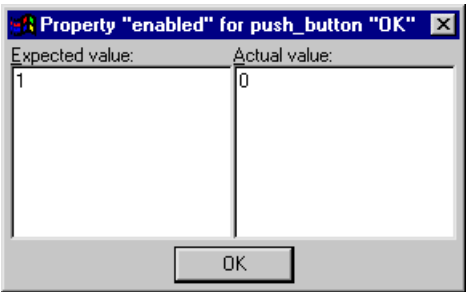 Property "enabled" for push_button "OK"
Expected value: Actual value:
1 0
OK